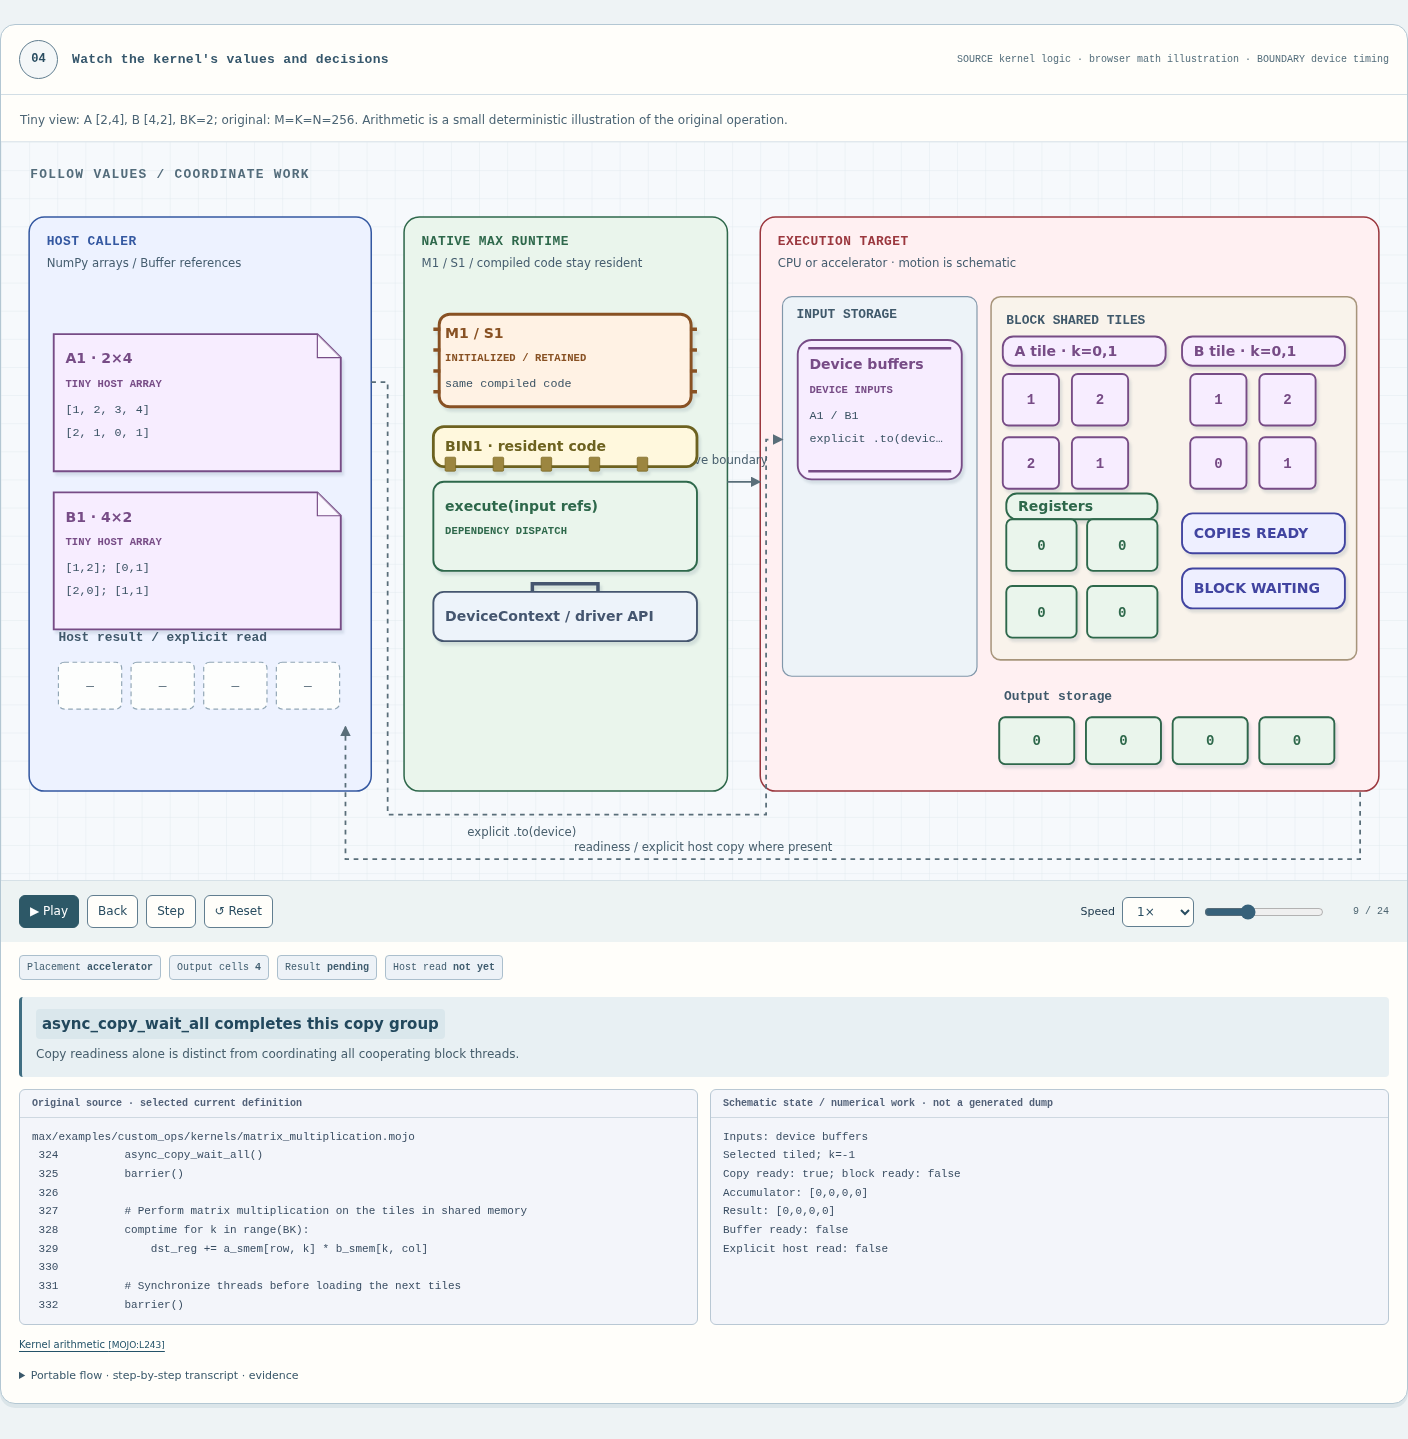 04
Watch the kernel's values and decisions
SOURCE kernel logic · browser math illustration · BOUNDARY device timing
Tiny view: A [2,4], B [4,2], BK=2; original: M=K=N=256. Arithmetic is a small deterministic illustration of the original operation.
FOLLOW VALUES / COORDINATE WORK
HOST CALLER
NumPy arrays / Buffer references
A1 · 2×4
TINY HOST ARRAY
[1, 2, 3, 4]
[2, 1, 0, 1]
B1 · 4×2
TINY HOST ARRAY
[1,2]; [0,1]
[2,0]; [1,1]
Host result / explicit read
— — — —
NATIVE MAX RUNTIME
M1 / S1 / compiled code stay resident
M1 / S1
INITIALIZED / RETAINED
same compiled code
BIN1 · resident code
execute(input refs)
DEPENDENCY DISPATCH
DeviceContext / driver API
boundary
EXECUTION TARGET
CPU or accelerator · motion is schematic
INPUT STORAGE
Device buffers
DEVICE INPUTS
A1 / B1
explicit .to(devic…
BLOCK SHARED TILES
A tile · k=0,1
1 2
2 1
B tile · k=0,1
1 2
0 1
Registers
0 0
0 0
COPIES READY
BLOCK WAITING
Output storage
0 0 0 0
explicit .to(device)
readiness / explicit host copy where present
▶ Play
Back
Step
↺ Reset
Speed
1×
9 / 24
Placement accelerator
Output cells 4
Result pending
Host read not yet
async_copy_wait_all completes this copy group
Copy readiness alone is distinct from coordinating all cooperating block threads.
Original source · selected current definition
max/examples/custom_ops/kernels/matrix_multiplication.mojo
324 async_copy_wait_all()
325 barrier()
326
327 # Perform matrix multiplication on the tiles in shared memory
328 comptime for k in range(BK):
329 dst_reg += a_smem[row, k] * b_smem[k, col]
330
331 # Synchronize threads before loading the next tiles
332 barrier()
Schematic state / numerical work · not a generated dump
Inputs: device buffers
Selected tiled; k=-1
Copy ready: true; block ready: false
Accumulator: [0,0,0,0]
Result: [0,0,0,0]
Buffer ready: false
Explicit host read: false
Kernel arithmetic [MOJO:L243]
▶ Portable flow · step-by-step transcript · evidence